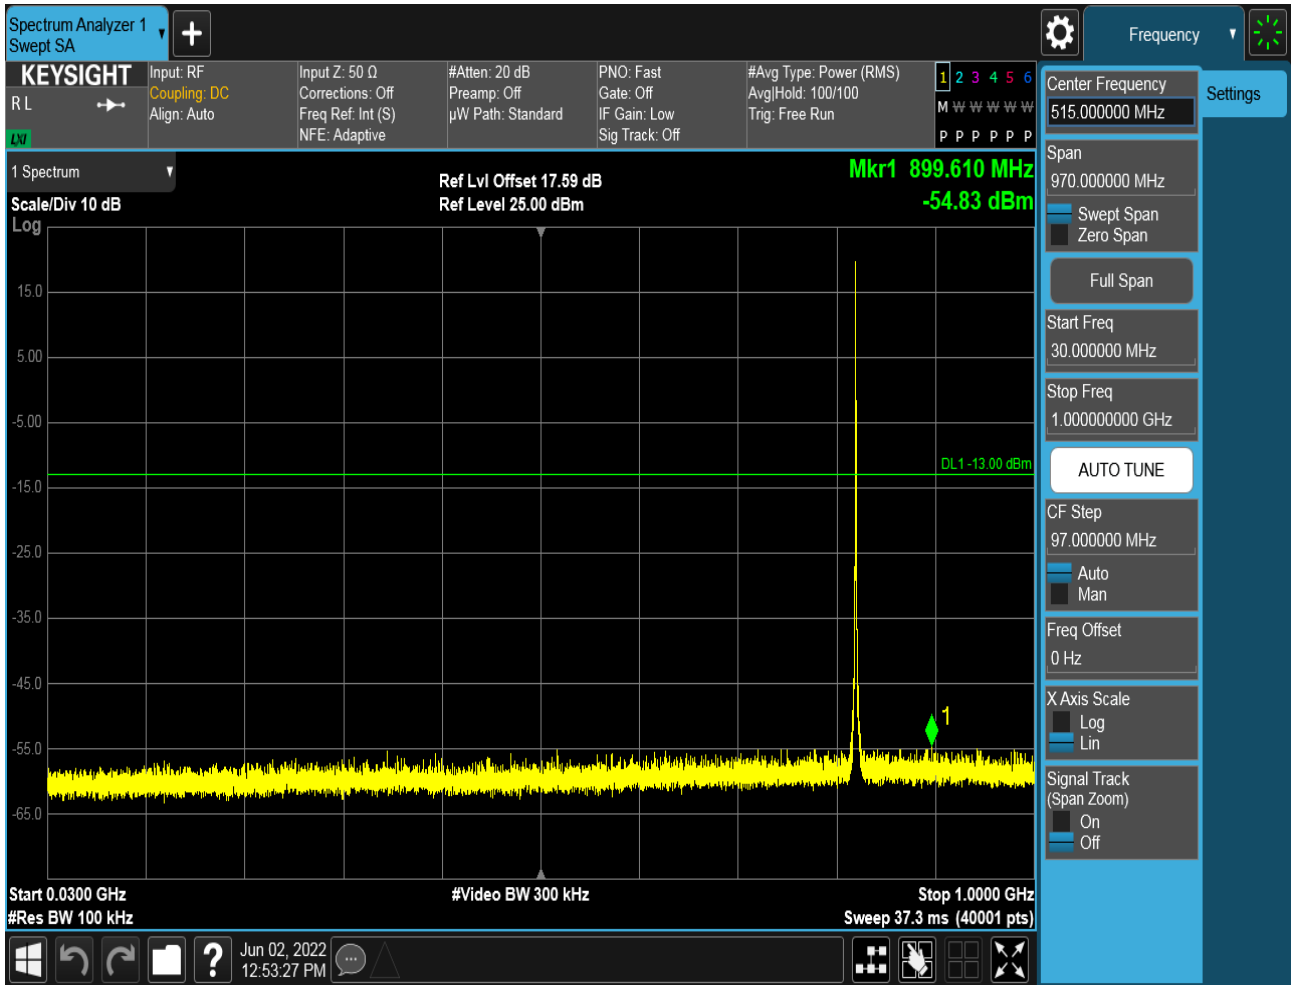 Spectrum Analyzer 1
Swept SA
Frequency
KEYSIGHT
R L
LXI
Input: RF
Coupling: DC
Align: Auto
Input Z: 50 Ω
Corrections: Off
Freq Ref: Int (S)
NFE: Adaptive
#Atten: 20 dB
Preamp: Off
µW Path: Standard
PNO: Fast
Gate: Off
IF Gain: Low
Sig Track: Off
#Avg Type: Power (RMS)
Avg|Hold: 100/100
Trig: Free Run
1 2 3 4 5 6
M W W W W W
P P P P P P
1 Spectrum
Scale/Div 10 dB
Log
Ref Lvl Offset 17.59 dB
Ref Level 25.00 dBm
Mkr1 899.610 MHz
-54.83 dBm
15.0
5.00
-5.00
DL1 -13.00 dBm
-15.0
-25.0
-35.0
-45.0
1
-55.0
-65.0
Start 0.0300 GHz
#Video BW 300 kHz
Stop 1.0000 GHz
#Res BW 100 kHz
Sweep 37.3 ms (40001 pts)
Center Frequency
515.000000 MHz
Settings
Span
970.000000 MHz
Swept Span
Zero Span
Full Span
Start Freq
30.000000 MHz
Stop Freq
1.000000000 GHz
AUTO TUNE
CF Step
97.000000 MHz
Auto
Man
Freq Offset
0 Hz
X Axis Scale
Log
Lin
Signal Track
(Span Zoom)
On
Off
?
Jun 02, 2022
12:53:27 PM